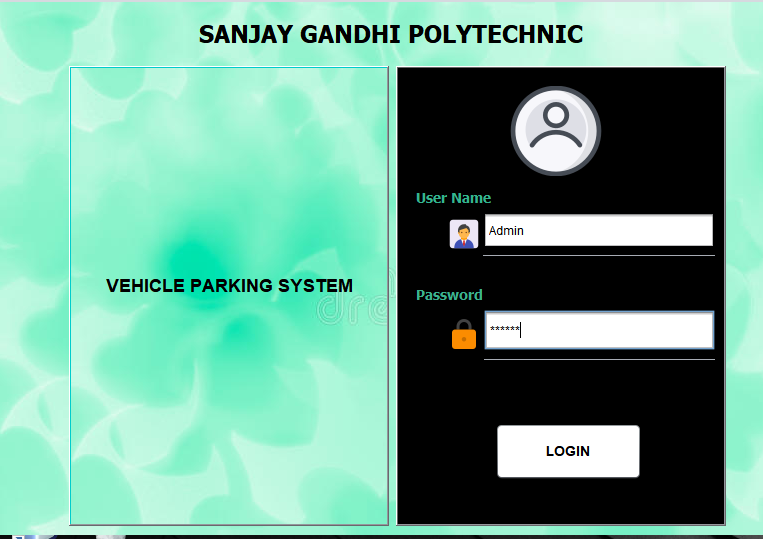 SANJAY GANDHI POLYTECHNIC
VEHICLE PARKING SYSTEM
User Name
Admin
Password
******
LOGIN